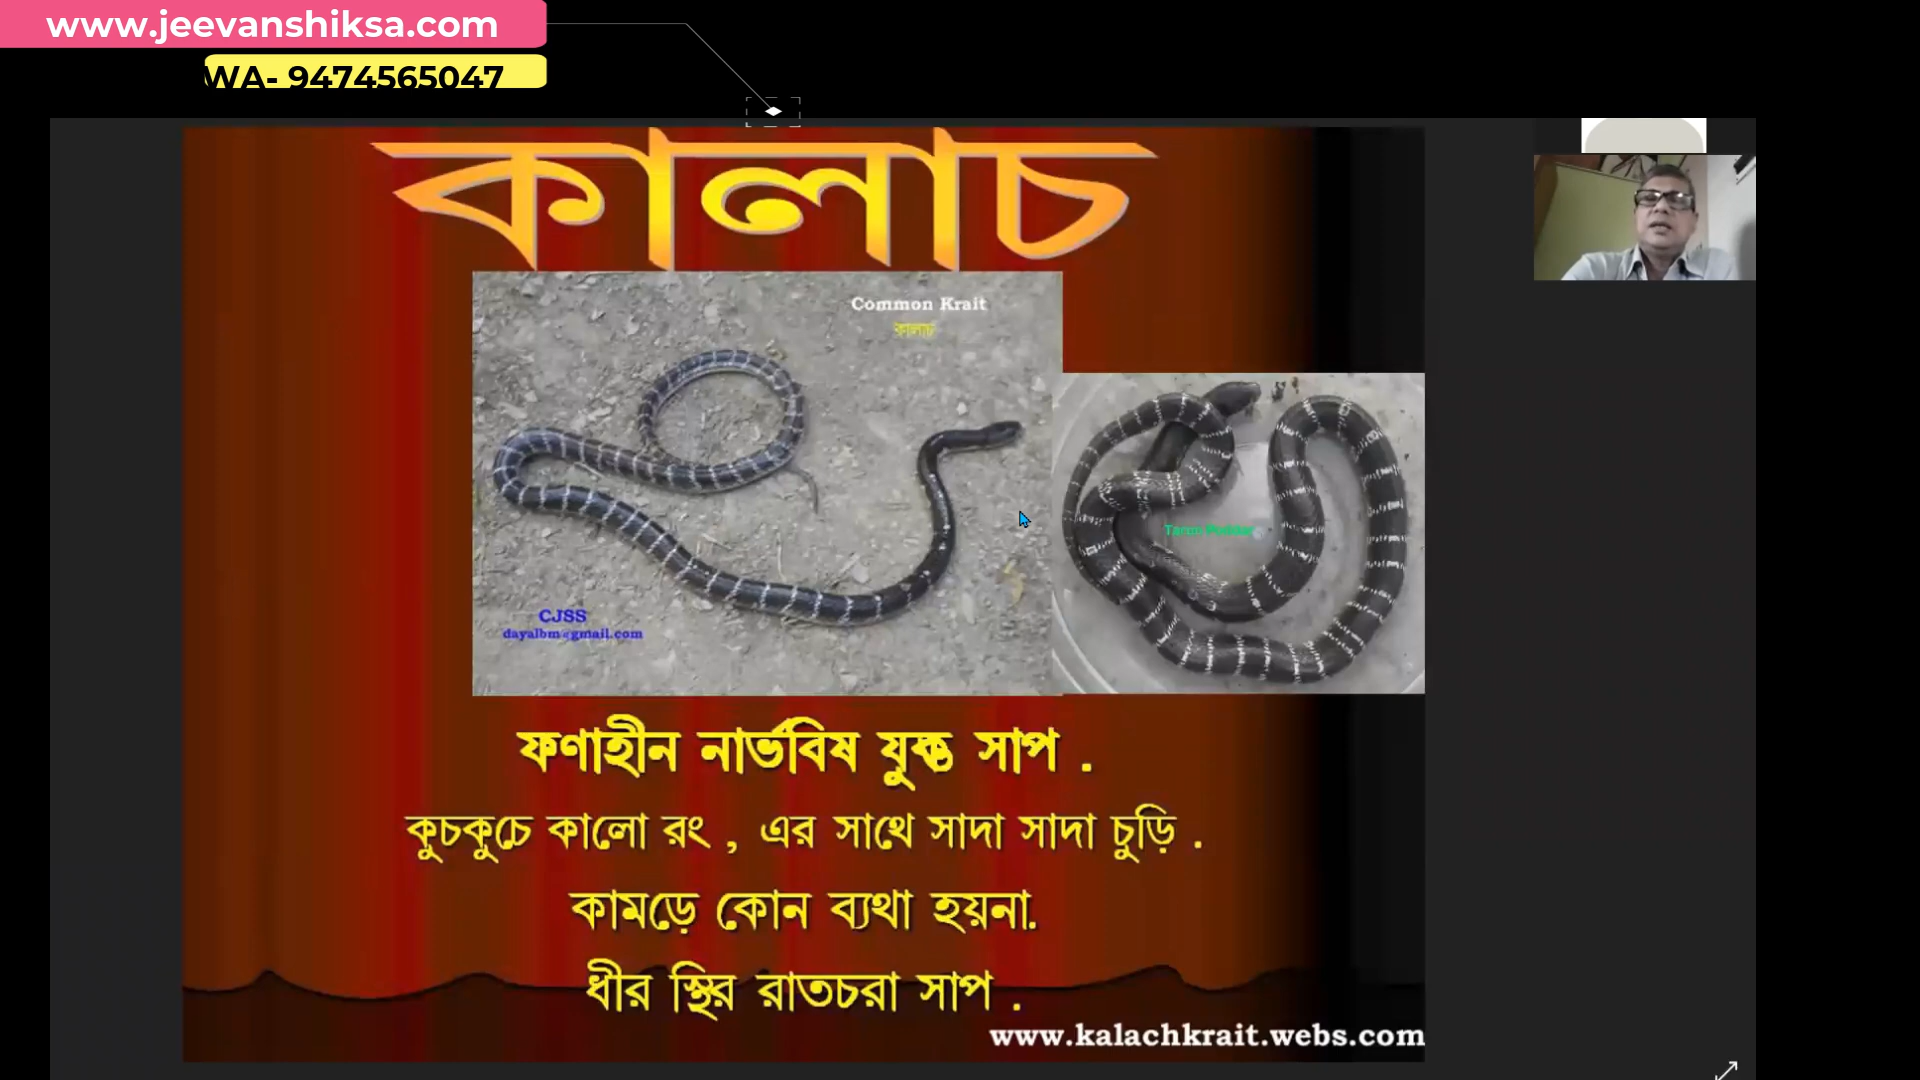 www.jeevanshiksa.com
WA- 9474565047
কালাচ
Common Krait
কালাচ
CJSS
dayalbm@gmail.com
ফণাহীন নার্ভবিষ যুক্ত সাপ .
কুচকুচে কালো রং , এর সাথে সাদা সাদা চুড়ি .
কামড়ে কোন ব্যথা হয়না.
ধীর স্থির রাতচরা সাপ .
www.kalachkrait.webs.com